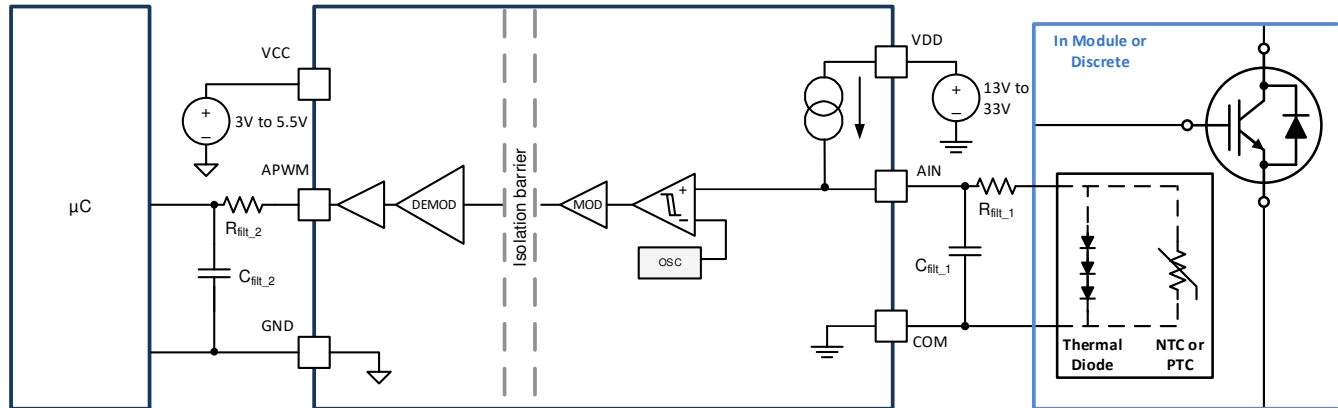 µC
VCC
+
−
3V to 5.5V
APWM
Rfilt_2
Cfilt_2
GND
DEMOD
Isolation barrier
MOD
+
−
OSC
VDD
+
−
13V to
33V
AIN
Rfilt_1
Cfilt_1
COM
In Module or
Discrete
Thermal
Diode
NTC or
PTC